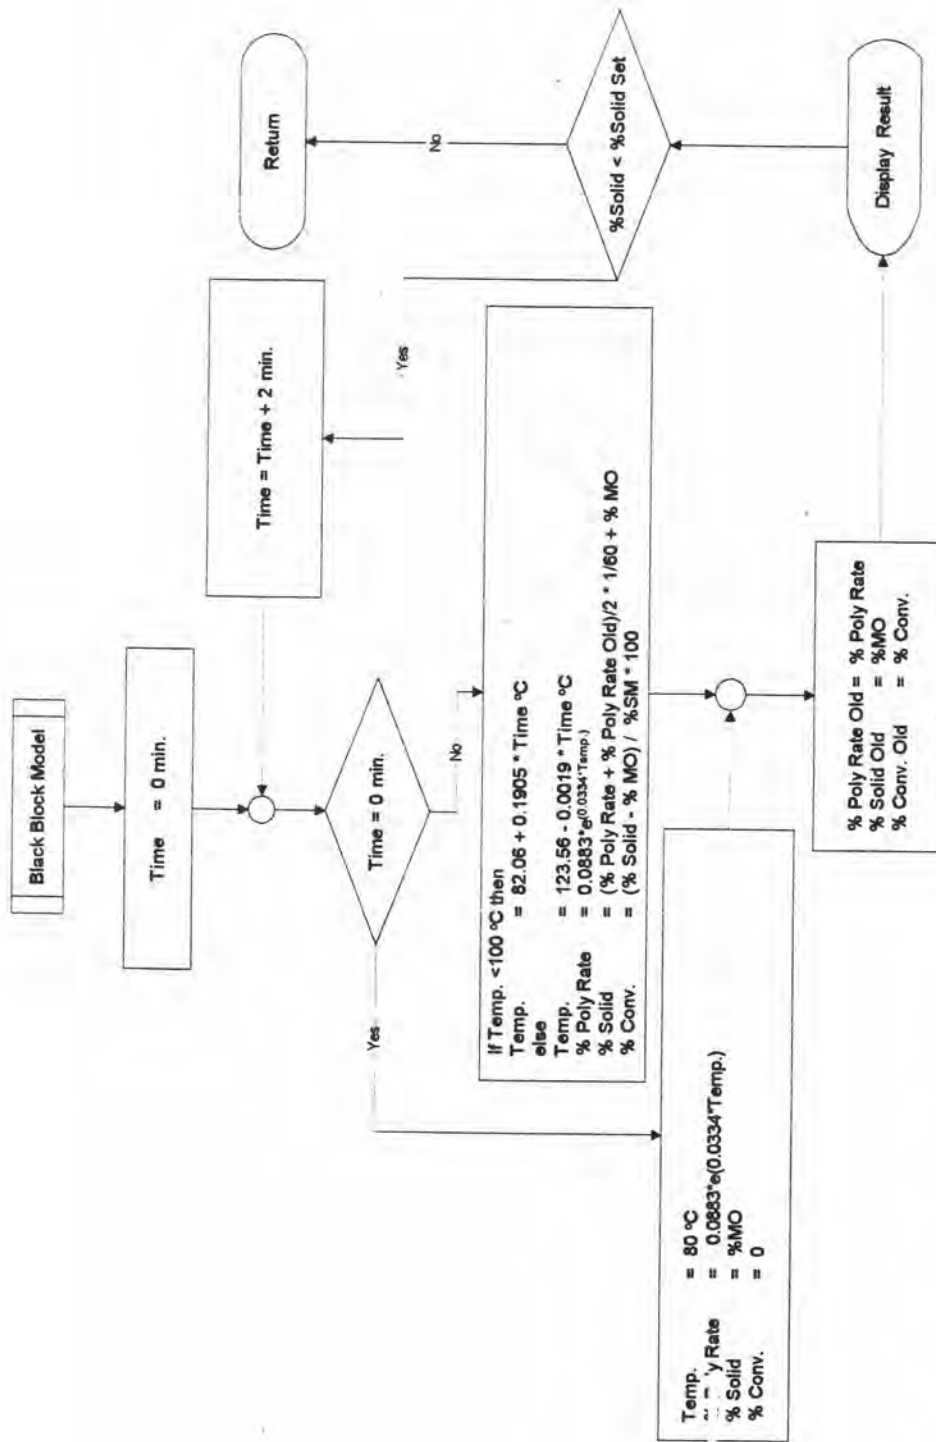 Black Block Model
Time = 0 min.
Time = Time + 2 min.
Return
Time = 0 min.
Yes
No
Yes
No
%Solid < %Solid Set
If Temp. <100 ºC then
Temp. = 82.06 + 0.1905 * Time ºC
else
Temp. = 123.56 - 0.0019 * Time ºC
% Poly Rate = 0.0883*e(0.0334*Temp.)
% Solid = (% Poly Rate + % Poly Rate Old)/2 * 1/60 + % MO
% Conv. = (% Solid - % MO) / %SM * 100
Temp. = 80 ºC
y Rate = 0.0883*e(0.0334*Temp.)
% Solid = %MO
% Conv. = 0
% Poly Rate Old = % Poly Rate
% Solid Old = %MO
% Conv. Old = % Conv.
Display Result